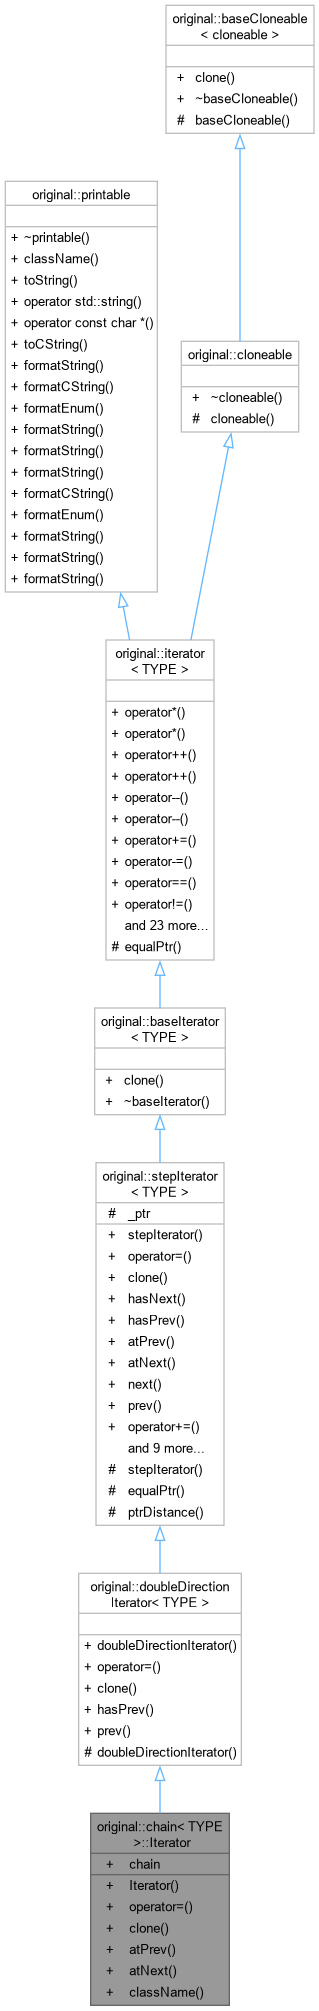 original::baseCloneable
< cloneable >
+ clone()
+ ~baseCloneable()
# baseCloneable()
original::printable
+ ~printable()
+ className()
+ toString()
+ operator std::string()
+ operator const char *()
+ toCString()
+ formatString()
+ formatCString()
+ formatEnum()
+ formatString()
+ formatString()
+ formatString()
+ formatCString()
+ formatEnum()
+ formatString()
+ formatString()
+ formatString()
original::cloneable
+ ~cloneable()
# cloneable()
original::iterator
< TYPE >
+ operator*()
+ operator*()
+ operator++()
+ operator++()
+ operator--()
+ operator--()
+ operator+=()
+ operator-=()
+ operator==()
+ operator!=()
and 23 more...
# equalPtr()
original::baseIterator
< TYPE >
+ clone()
+ ~baseIterator()
original::stepIterator
< TYPE >
# _ptr
+ stepIterator()
+ operator=()
+ clone()
+ hasNext()
+ hasPrev()
+ atPrev()
+ atNext()
+ next()
+ prev()
+ operator+=()
and 9 more...
# stepIterator()
# equalPtr()
# ptrDistance()
original::doubleDirection
Iterator< TYPE >
+ doubleDirectionIterator()
+ operator=()
+ clone()
+ hasPrev()
+ prev()
# doubleDirectionIterator()
original::chain< TYPE
>::Iterator
+ chain
+ Iterator()
+ operator=()
+ clone()
+ atPrev()
+ atNext()
+ className()